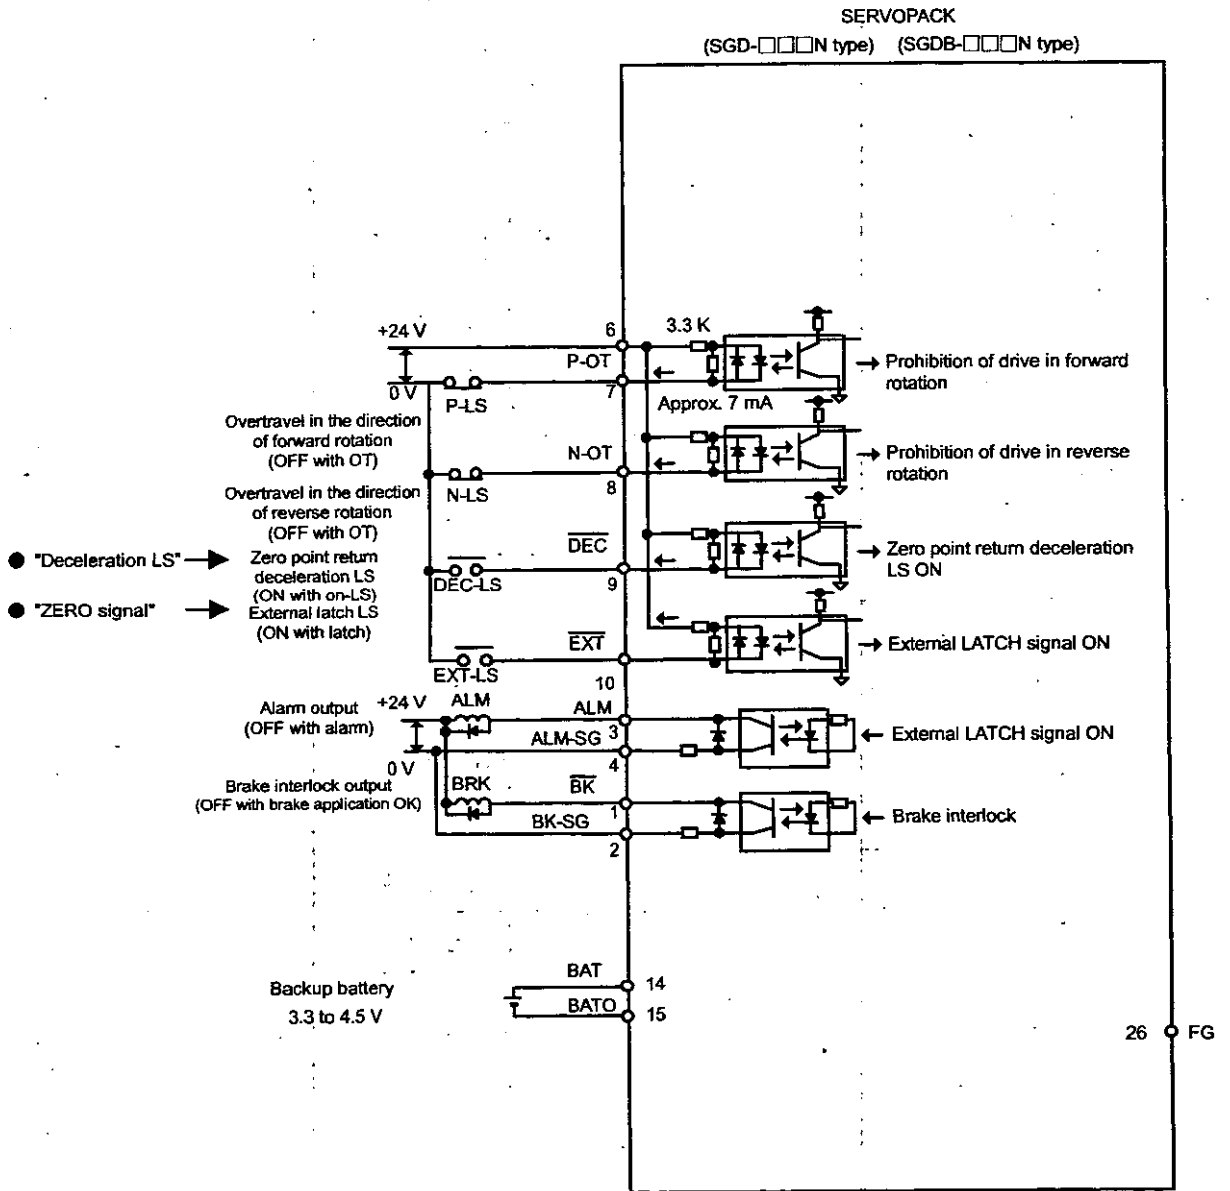 SERVOPACK
(SGD-□□□N type) (SGDB-□□□N type)
+24 V
6
3.3 K
P-OT
0 V
P-LS
7
Approx. 7 mA
Prohibition of drive in forward
rotation
Overtravel in the direction
of forward rotation
(OFF with OT)
N-OT
N-LS
8
Prohibition of drive in reverse
rotation
Overtravel in the direction
of reverse rotation
(OFF with OT)
● "Deceleration LS"
Zero point return
deceleration LS
(ON with on-LS)
DEC
DEC-LS
9
Zero point return deceleration
LS ON
● "ZERO signal"
External latch LS
(ON with latch)
EXT
EXT-LS
10
External LATCH signal ON
Alarm output
(OFF with alarm)
+24 V
ALM
ALM
3
ALM-SG
4
0 V
External LATCH signal ON
Brake interlock output
(OFF with brake application OK)
BRK
BK
1
BK-SG
2
Brake interlock
Backup battery
3.3 to 4.5 V
BAT
14
BATO
15
26
FG